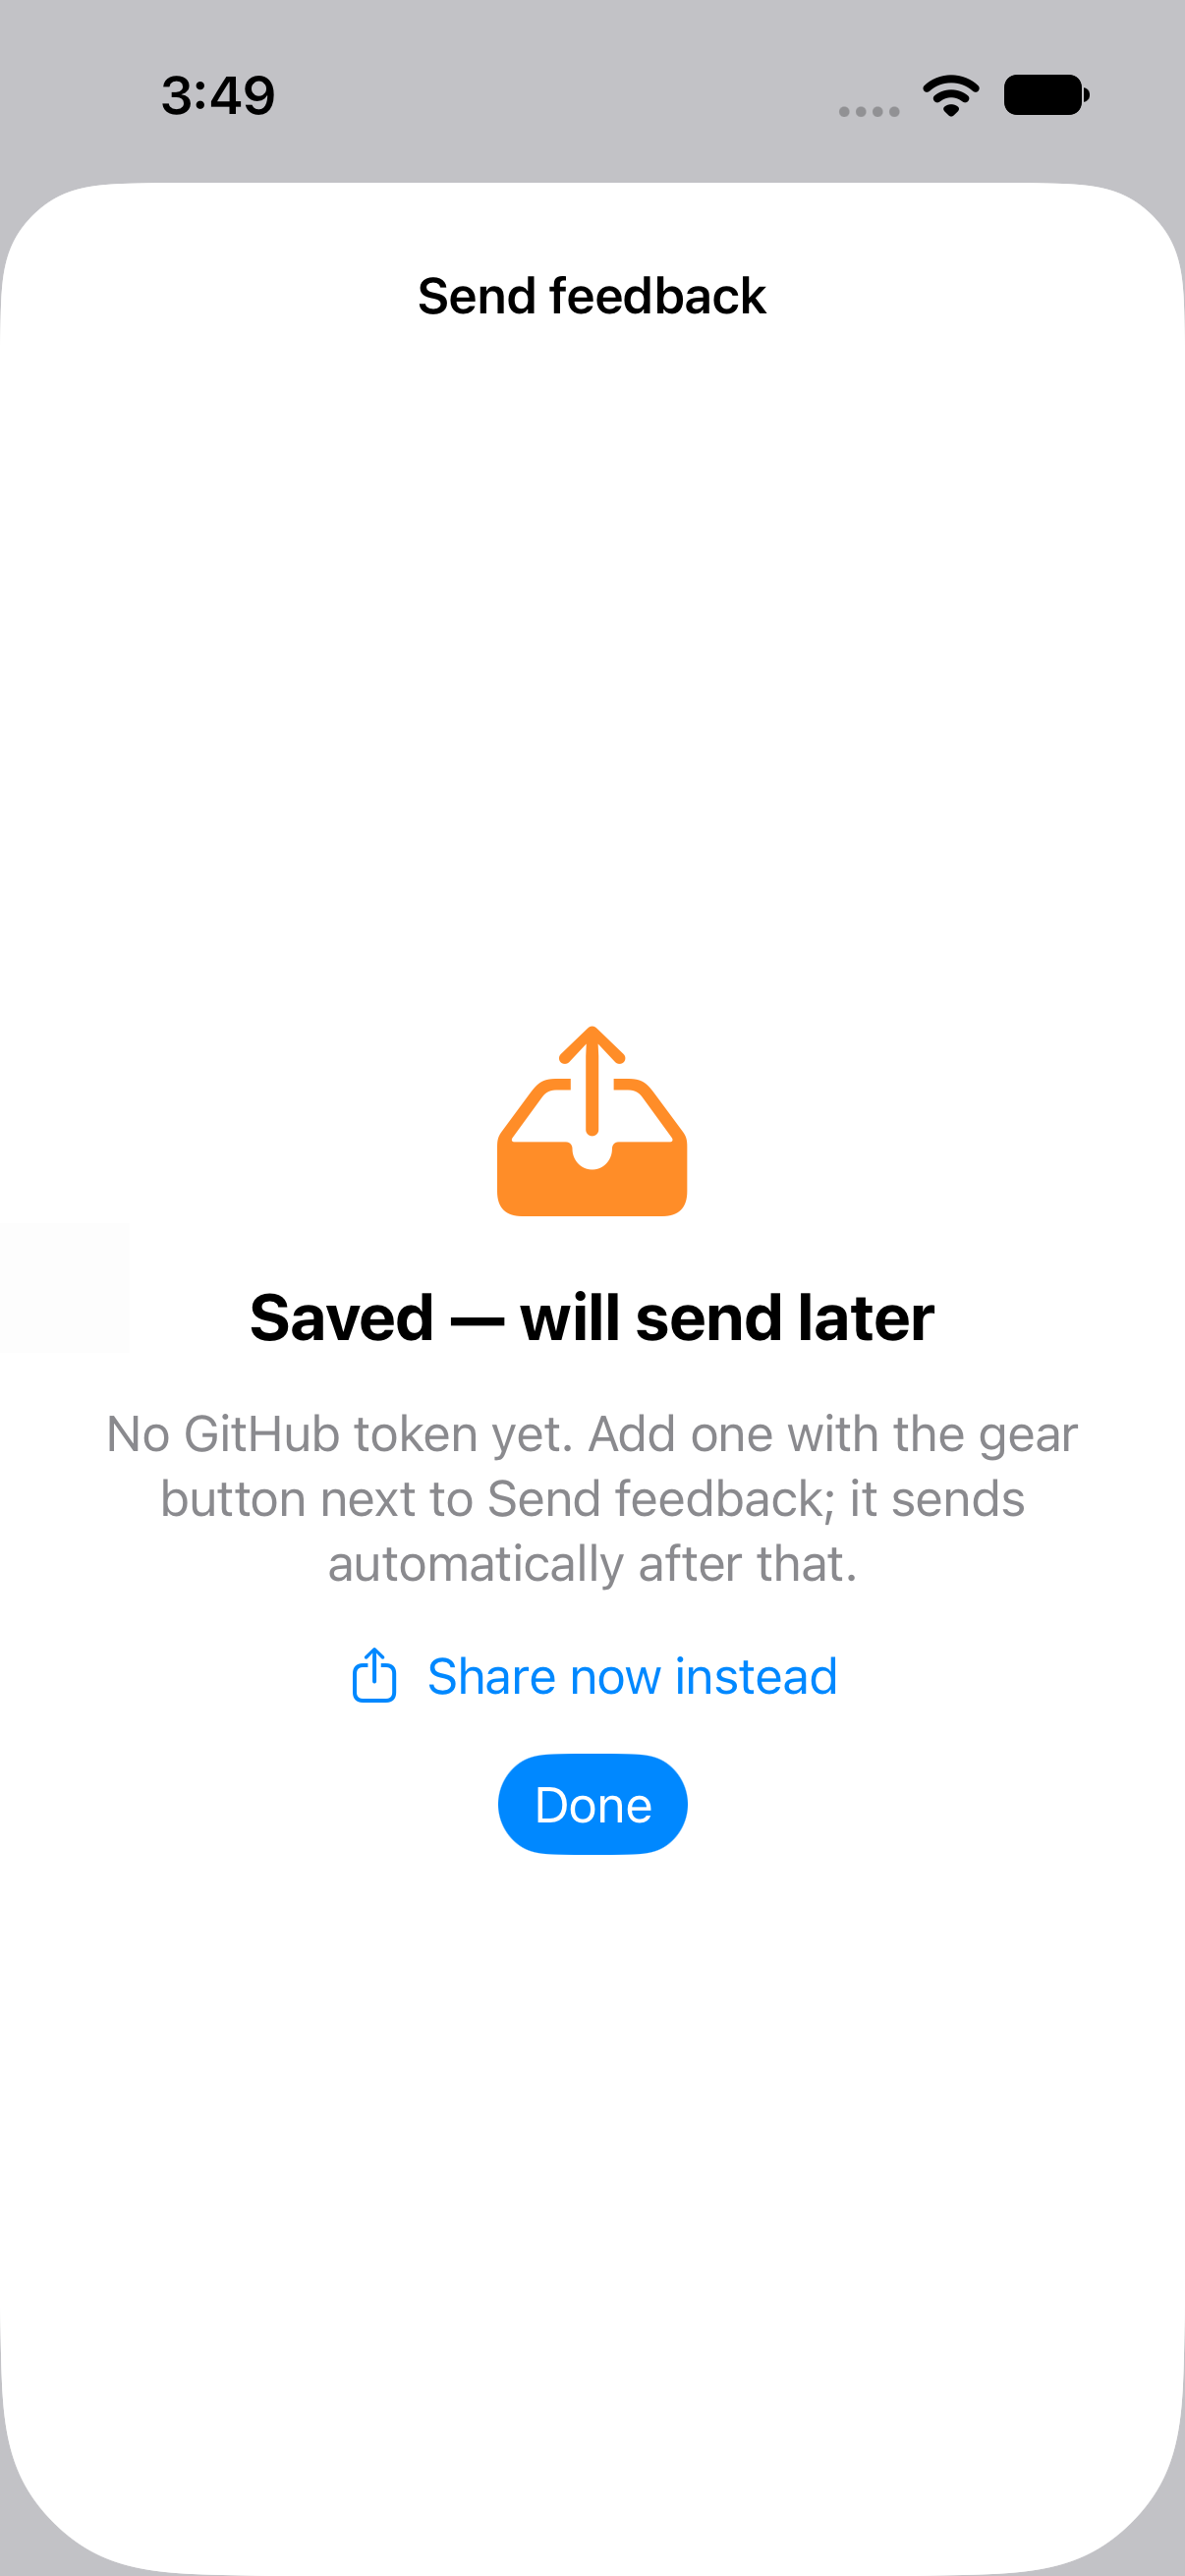 3:49
Send feedback
Saved — will send later
No GitHub token yet. Add one with the gear
button next to Send feedback; it sends
automatically after that.
Share now instead
Done